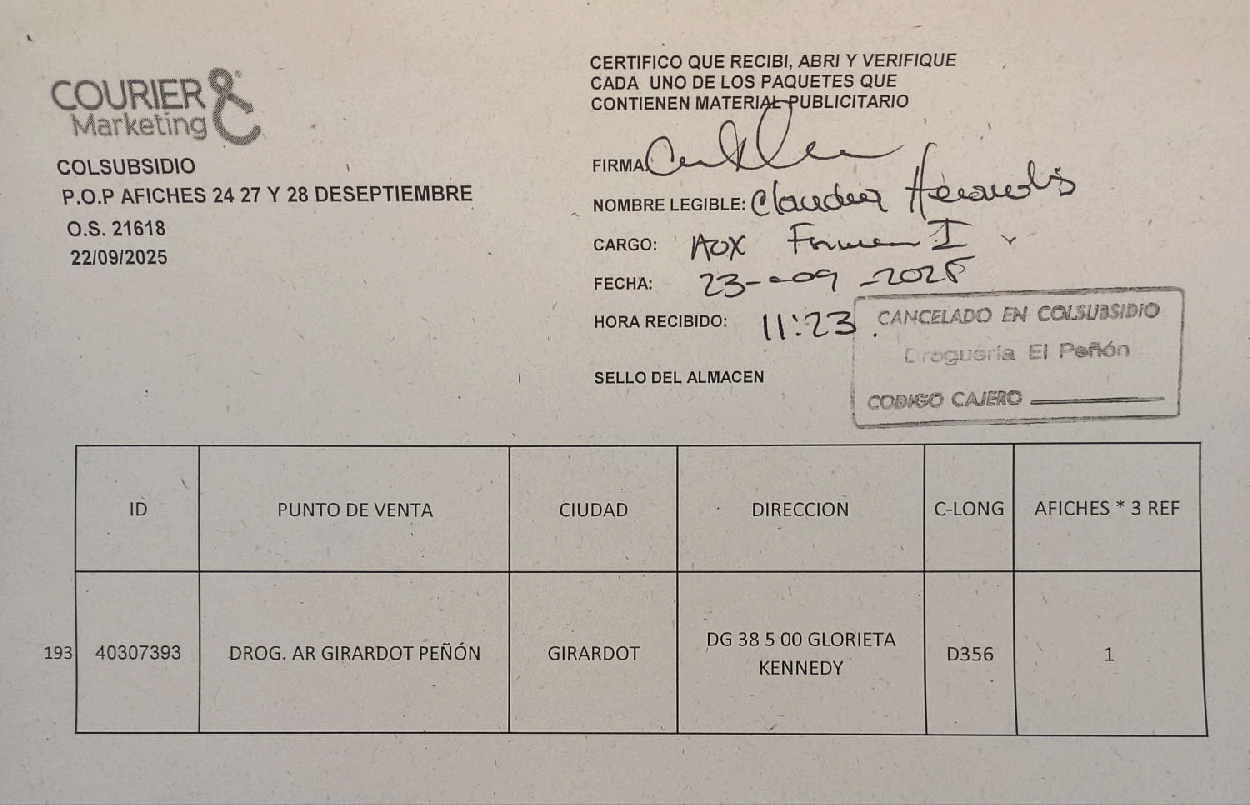 COURIER &
Marketing
COLSUBSIDIO
P.O.P AFICHES 24 27 Y 28 DESEPTIEMBRE
O.S. 21618
22/09/2025
CERTIFICO QUE RECIBI, ABRI Y VERIFIQUE
CADA UNO DE LOS PAQUETES QUE
CONTIENEN MATERIAL PUBLICITARIO
FIRMA
NOMBRE LEGIBLE: Claudia
CARGO: AUX I
FECHA: 23-09-2025
HORA RECIBIDO: 11:23
SELLO DEL ALMACEN
CANCELADO EN COLSUBSIDIO
Droguería El Peñón
CODIGO CAJERO
ID PUNTO DE VENTA CIUDAD DIRECCION C-LONG AFICHES * 3 REF
193 40307393 DROG. AR GIRARDOT PEÑÓN GIRARDOT DG 38 5 00 GLORIETA KENNEDY D356 1